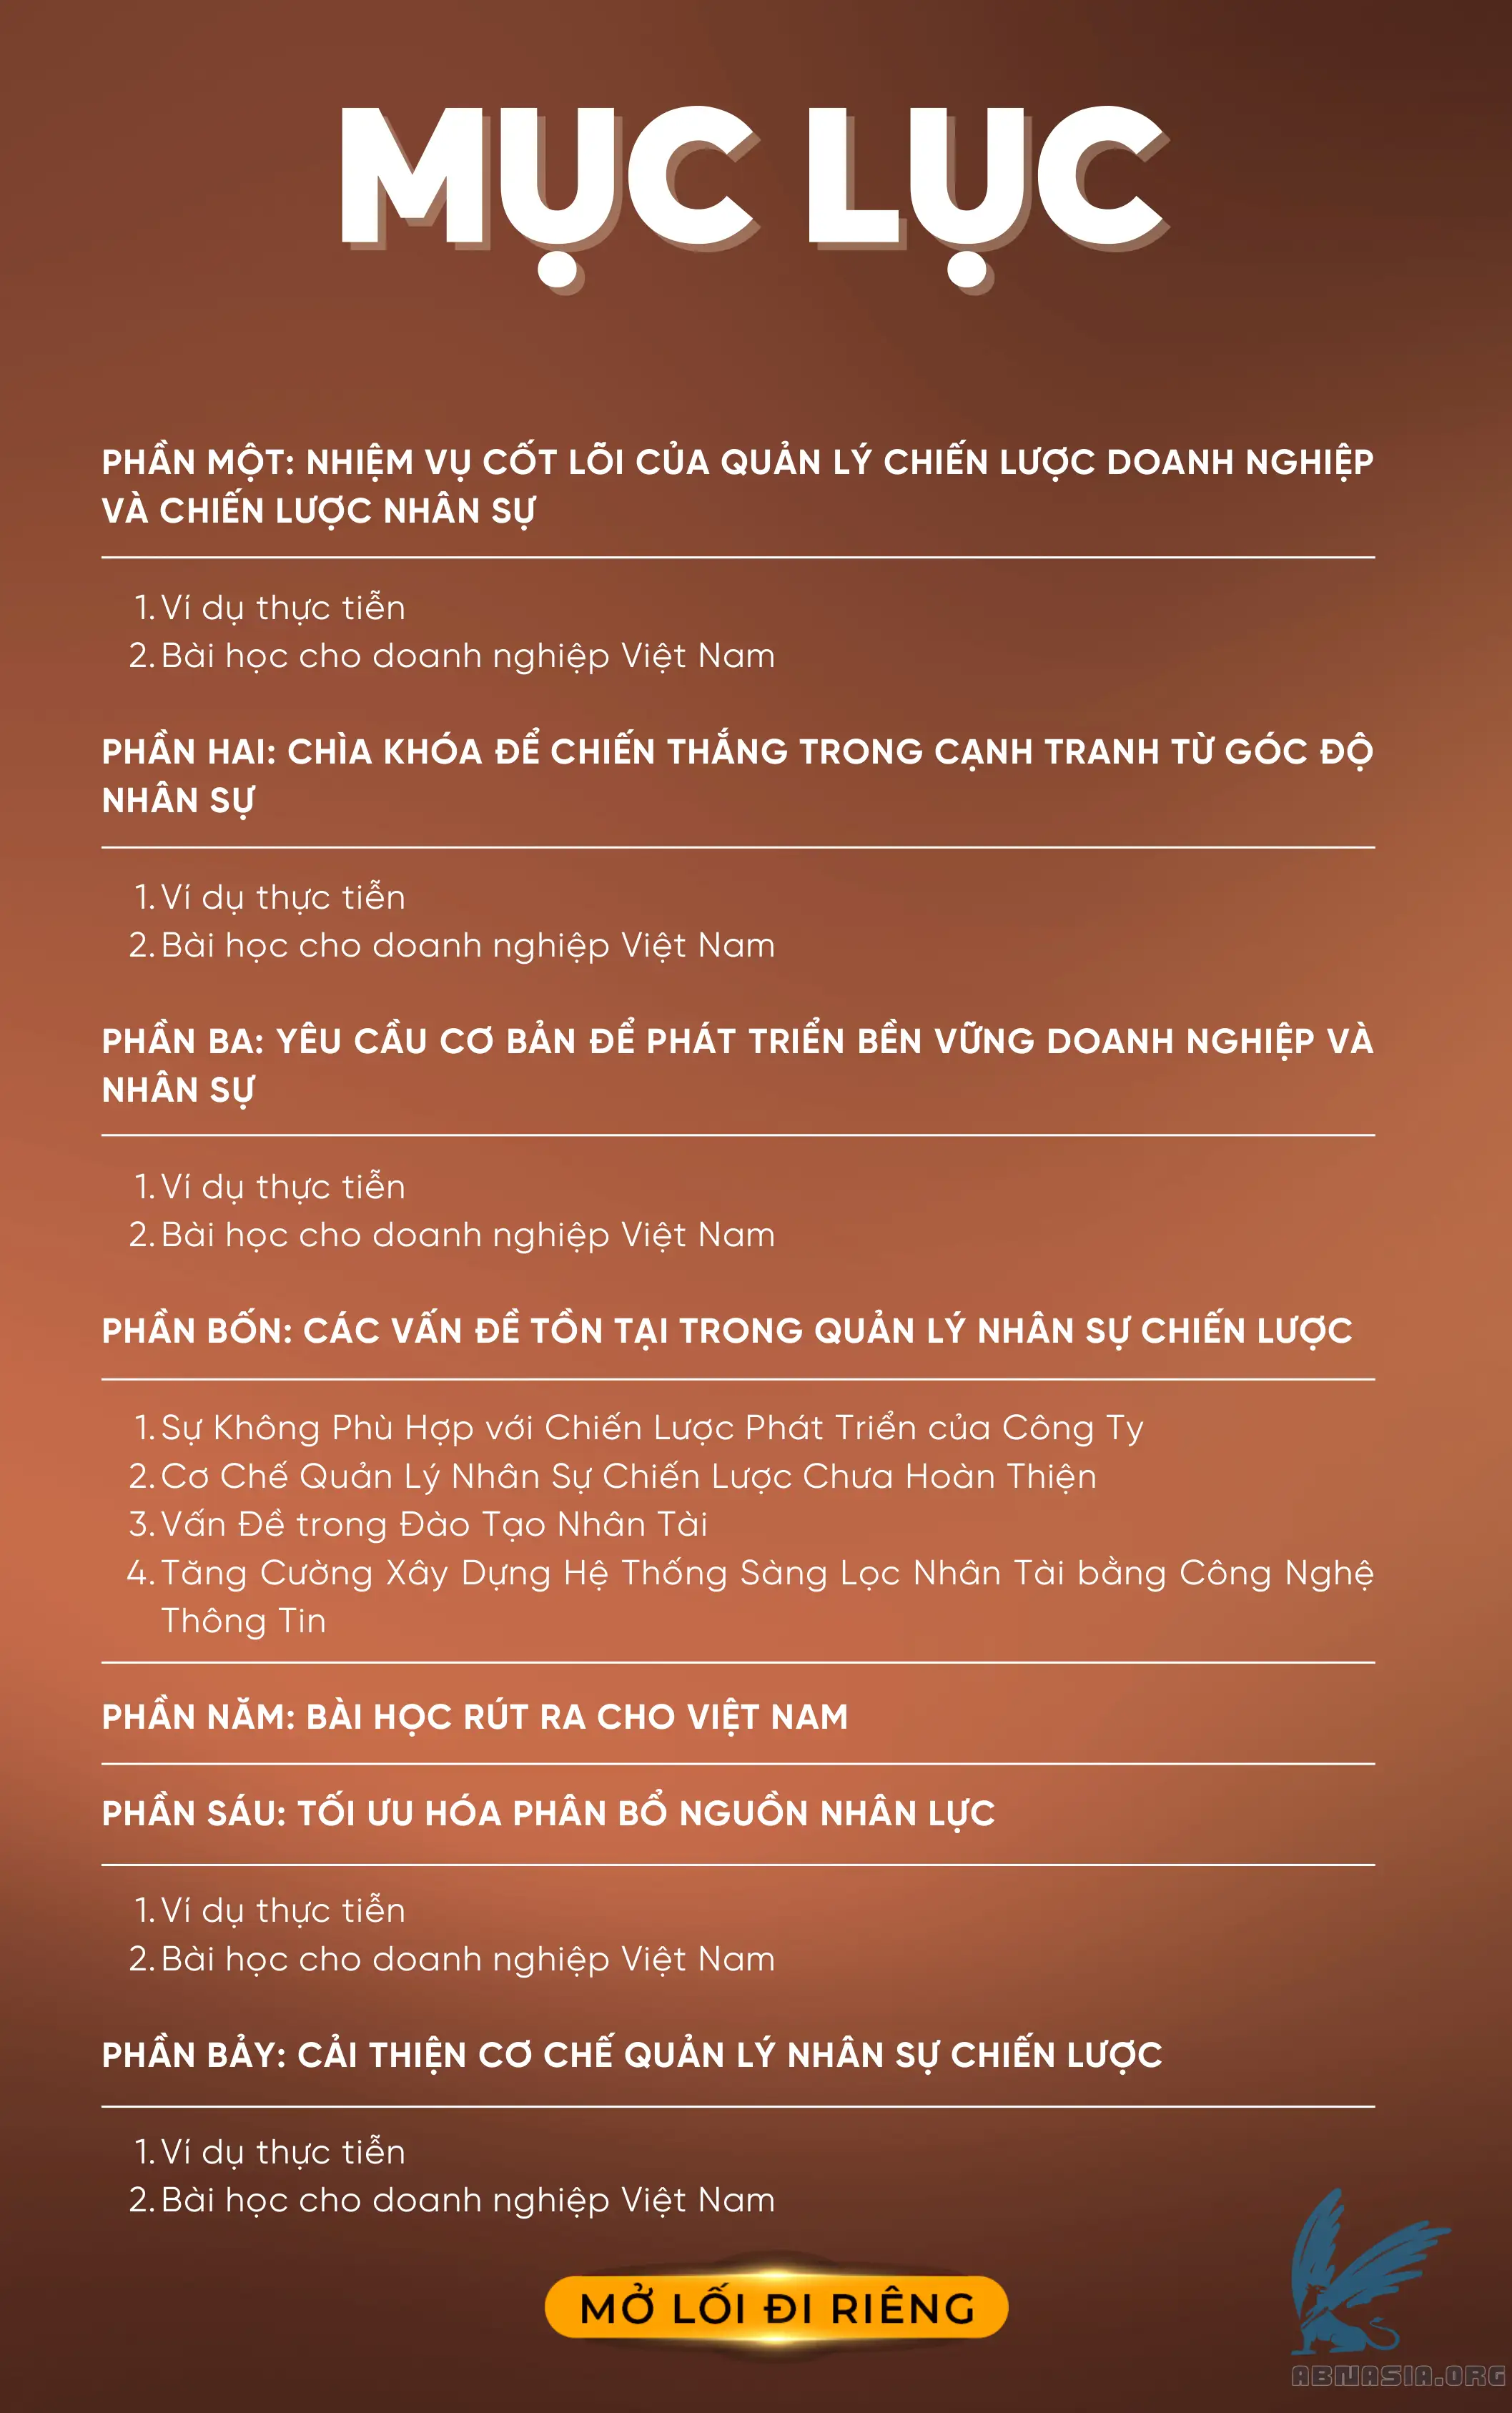 MỤC LỤC
PHẦN MỘT: NHIỆM VỤ CỐT LÕI CỦA QUẢN LÝ CHIẾN LƯỢC DOANH NGHIỆP
VÀ CHIẾN LƯỢC NHÂN SỰ
1. Ví dụ thực tiễn
2. Bài học cho doanh nghiệp Việt Nam
PHẦN HAI: CHÌA KHÓA ĐỂ CHIẾN THẮNG TRONG CẠNH TRANH TỪ GÓC ĐỘ
NHÂN SỰ
1. Ví dụ thực tiễn
2. Bài học cho doanh nghiệp Việt Nam
PHẦN BA: YÊU CẦU CƠ BẢN ĐỂ PHÁT TRIỂN BỀN VỮNG DOANH NGHIỆP VÀ
NHÂN SỰ
1. Ví dụ thực tiễn
2. Bài học cho doanh nghiệp Việt Nam
PHẦN BỐN: CÁC VẤN ĐỀ TỒN TẠI TRONG QUẢN LÝ NHÂN SỰ CHIẾN LƯỢC
1. Sự Không Phù Hợp với Chiến Lược Phát Triển của Công Ty
2. Cơ Chế Quản Lý Nhân Sự Chiến Lược Chưa Hoàn Thiện
3. Vấn Đề trong Đào Tạo Nhân Tài
4. Tăng Cường Xây Dựng Hệ Thống Sàng Lọc Nhân Tài bằng Công Nghệ
Thông Tin
PHẦN NĂM: BÀI HỌC RÚT RA CHO VIỆT NAM
PHẦN SÁU: TỐI ƯU HÓA PHÂN BỔ NGUỒN NHÂN LỰC
1. Ví dụ thực tiễn
2. Bài học cho doanh nghiệp Việt Nam
PHẦN BẢY: CẢI THIỆN CƠ CHẾ QUẢN LÝ NHÂN SỰ CHIẾN LƯỢC
1. Ví dụ thực tiễn
2. Bài học cho doanh nghiệp Việt Nam
MỞ LỐI ĐI RIÊNG
ABNASIA.ORG